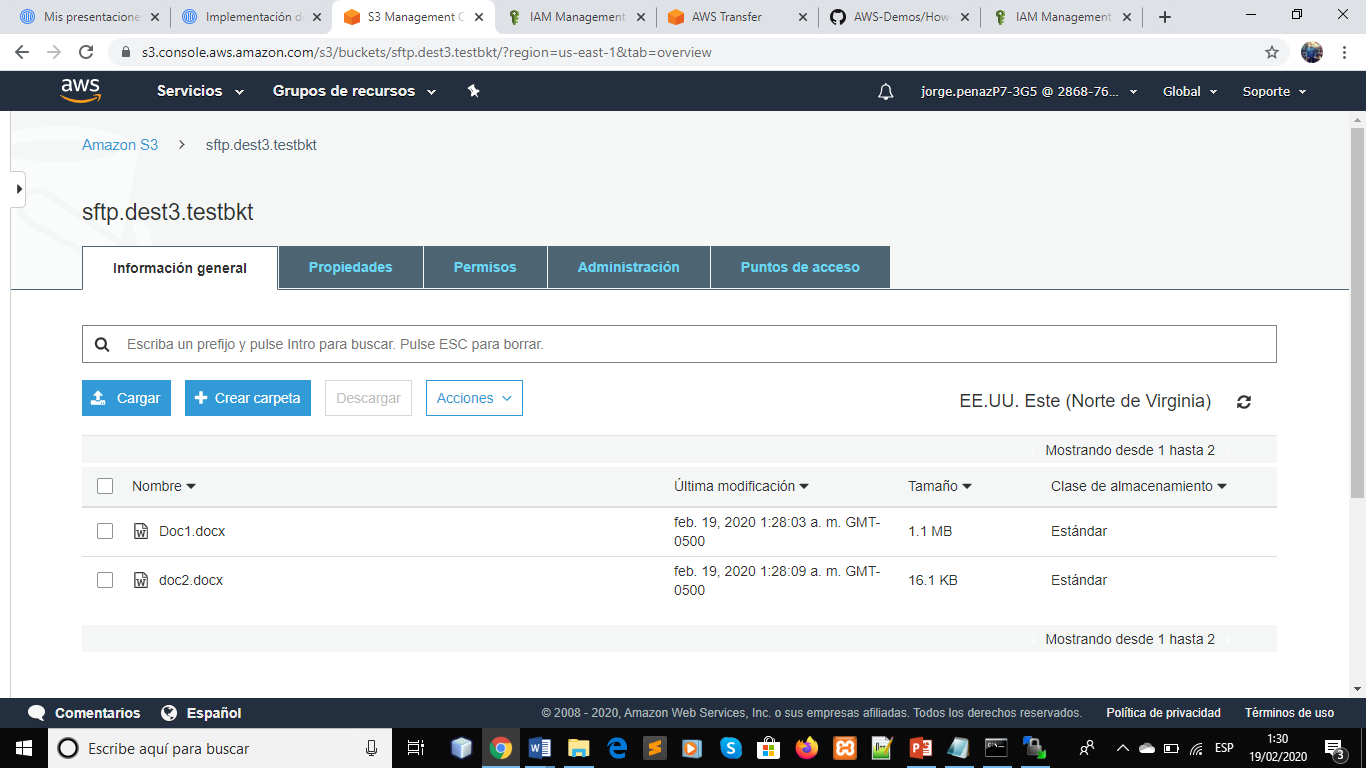 Mis presentacione
Implementación d
S3 Management C
IAM Management
AWS Transfer
AWS-Demos/How
IAM Management
s3.console.aws.amazon.com/s3/buckets/sftp.dest3.testbkt/?region=us-east-1&tab=overview
aws
Servicios
Grupos de recursos
jorge.penazP7-3G5 @ 2868-76...
Global
Soporte
Amazon S3
sftp.dest3.testbkt
sftp.dest3.testbkt
Información general
Propiedades
Permisos
Administración
Puntos de acceso
Escriba un prefijo y pulse Intro para buscar. Pulse ESC para borrar.
Cargar
Crear carpeta
Descargar
Acciones
EE.UU. Este (Norte de Virginia)
Mostrando desde 1 hasta 2
Nombre
Última modificación
Tamaño
Clase de almacenamiento
Doc1.docx
feb. 19, 2020 1:28:03 a. m. GMT-
0500
1.1 MB
Estándar
doc2.docx
feb. 19, 2020 1:28:09 a. m. GMT-
0500
16.1 KB
Estándar
Mostrando desde 1 hasta 2
Comentarios
Español
© 2008 - 2020, Amazon Web Services, Inc. o sus empresas afiliadas. Todos los derechos reservados.
Política de privacidad
Términos de uso
Escribe aquí para buscar
ESP
1:30
19/02/2020
3